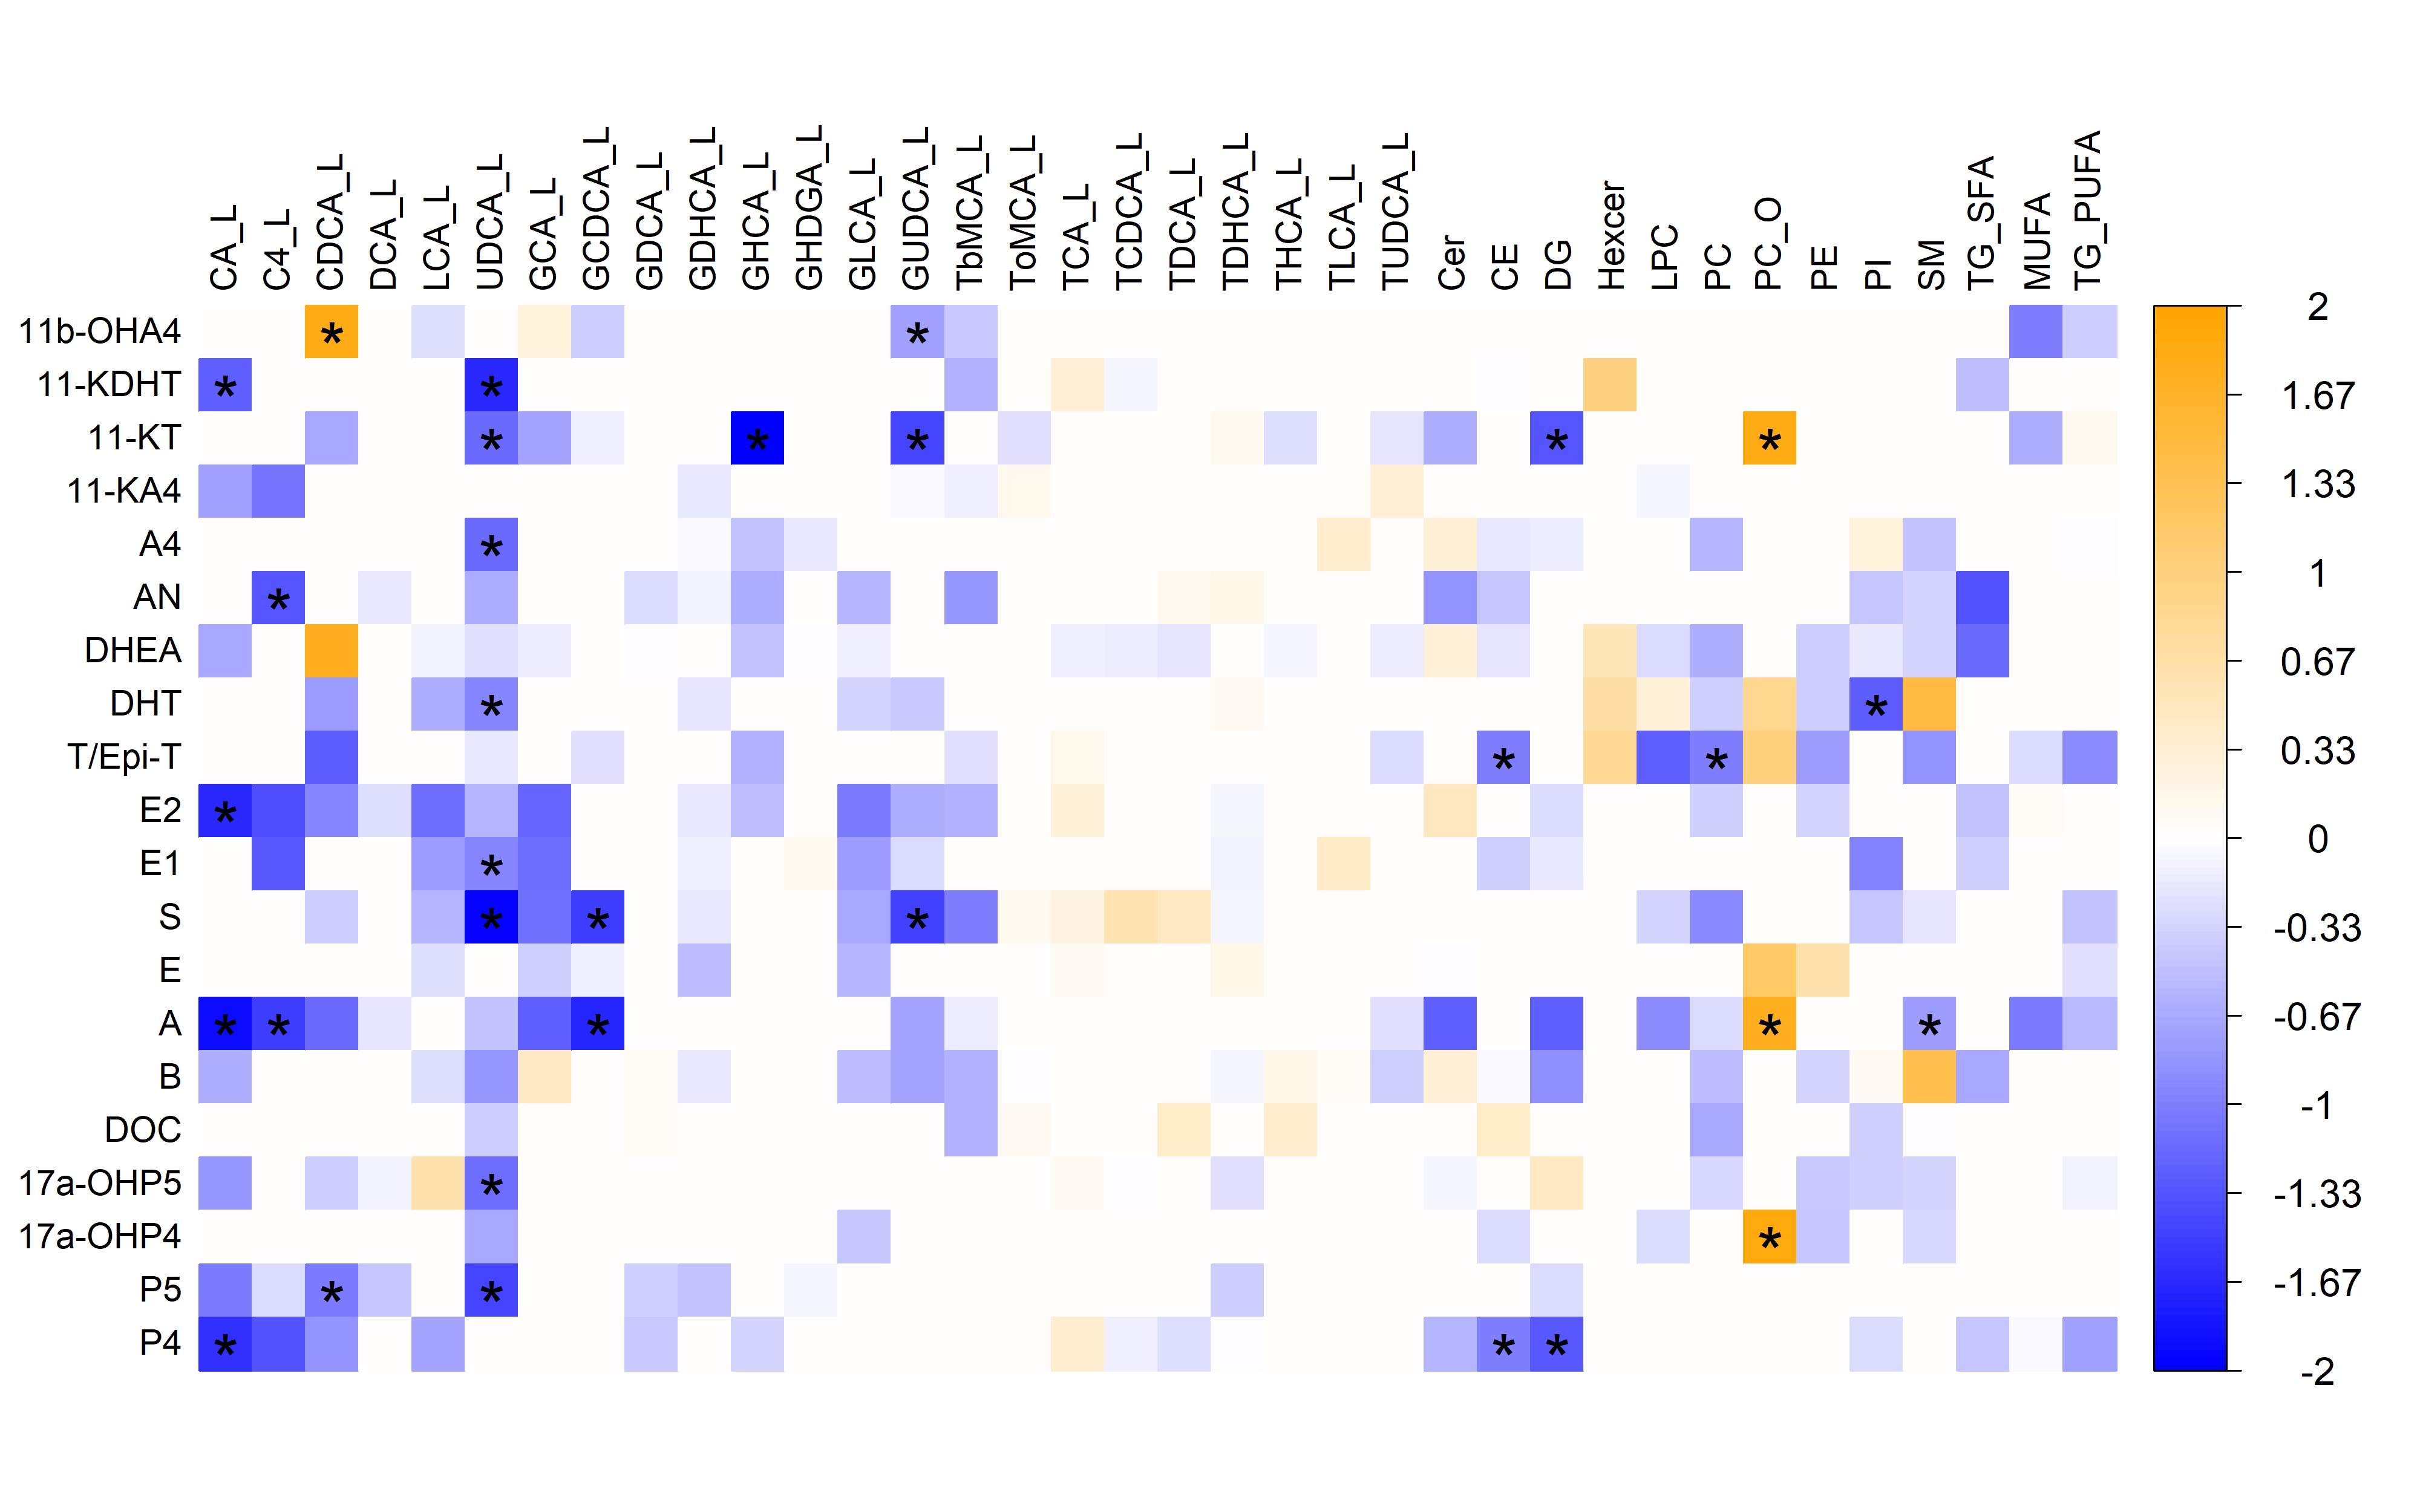 CA_L
C4_L
CDCA_L
DCA_L
LCA_L
UDCA_L
GCA_L
GCDCA_L
GDCA_L
GDHCA_L
GHCA_L
GHDGA_L
GLCA_L
GUDCA_L
TbMCA_L
ToMCA_L
TCA_L
TCDCA_L
TDCA_L
TDHCA_L
THCA_L
TLCA_L
TUDCA_L
Cer
CE
DG
Hexcer
LPC
PC
PC_O
PE
PI
SM
TG_SFA
MUFA
TG_PUFA
11b-OHA4 * *
11-KDHT * *
11-KT * * * * *
11-KA4
A4 *
AN *
DHEA
DHT * *
T/Epi-T * *
E2 *
E1 *
S * * *
E
A * * * * *
B
DOC
17a-OHP5 *
17a-OHP4 *
P5 * *
P4 * * *
2
1.67
1.33
1
0.67
0.33
0
-0.33
-0.67
-1
-1.33
-1.67
-2